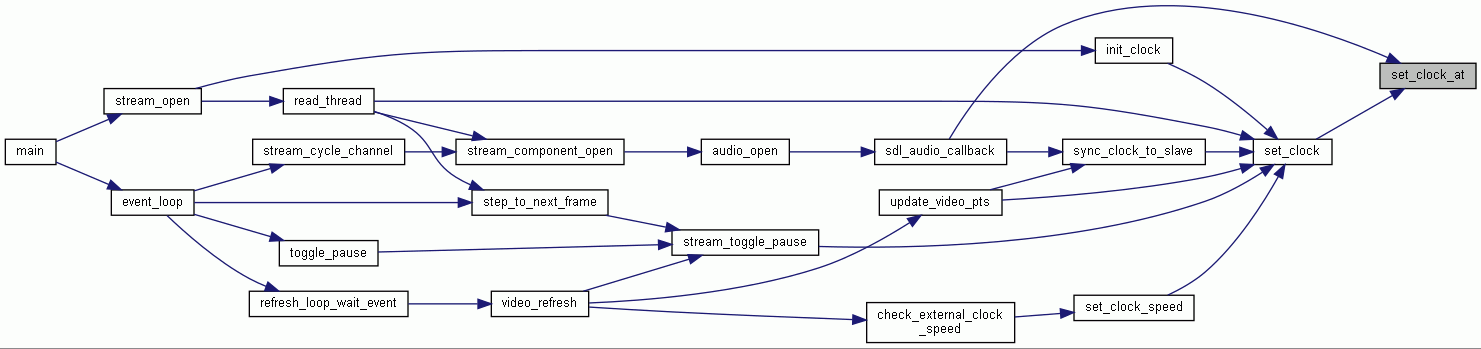 init_clock
set_clock_at
stream_open
read_thread
main
stream_cycle_channel
stream_component_open
audio_open
sdl_audio_callback
sync_clock_to_slave
set_clock
event_loop
step_to_next_frame
update_video_pts
toggle_pause
stream_toggle_pause
refresh_loop_wait_event
video_refresh
check_external_clock
_speed
set_clock_speed